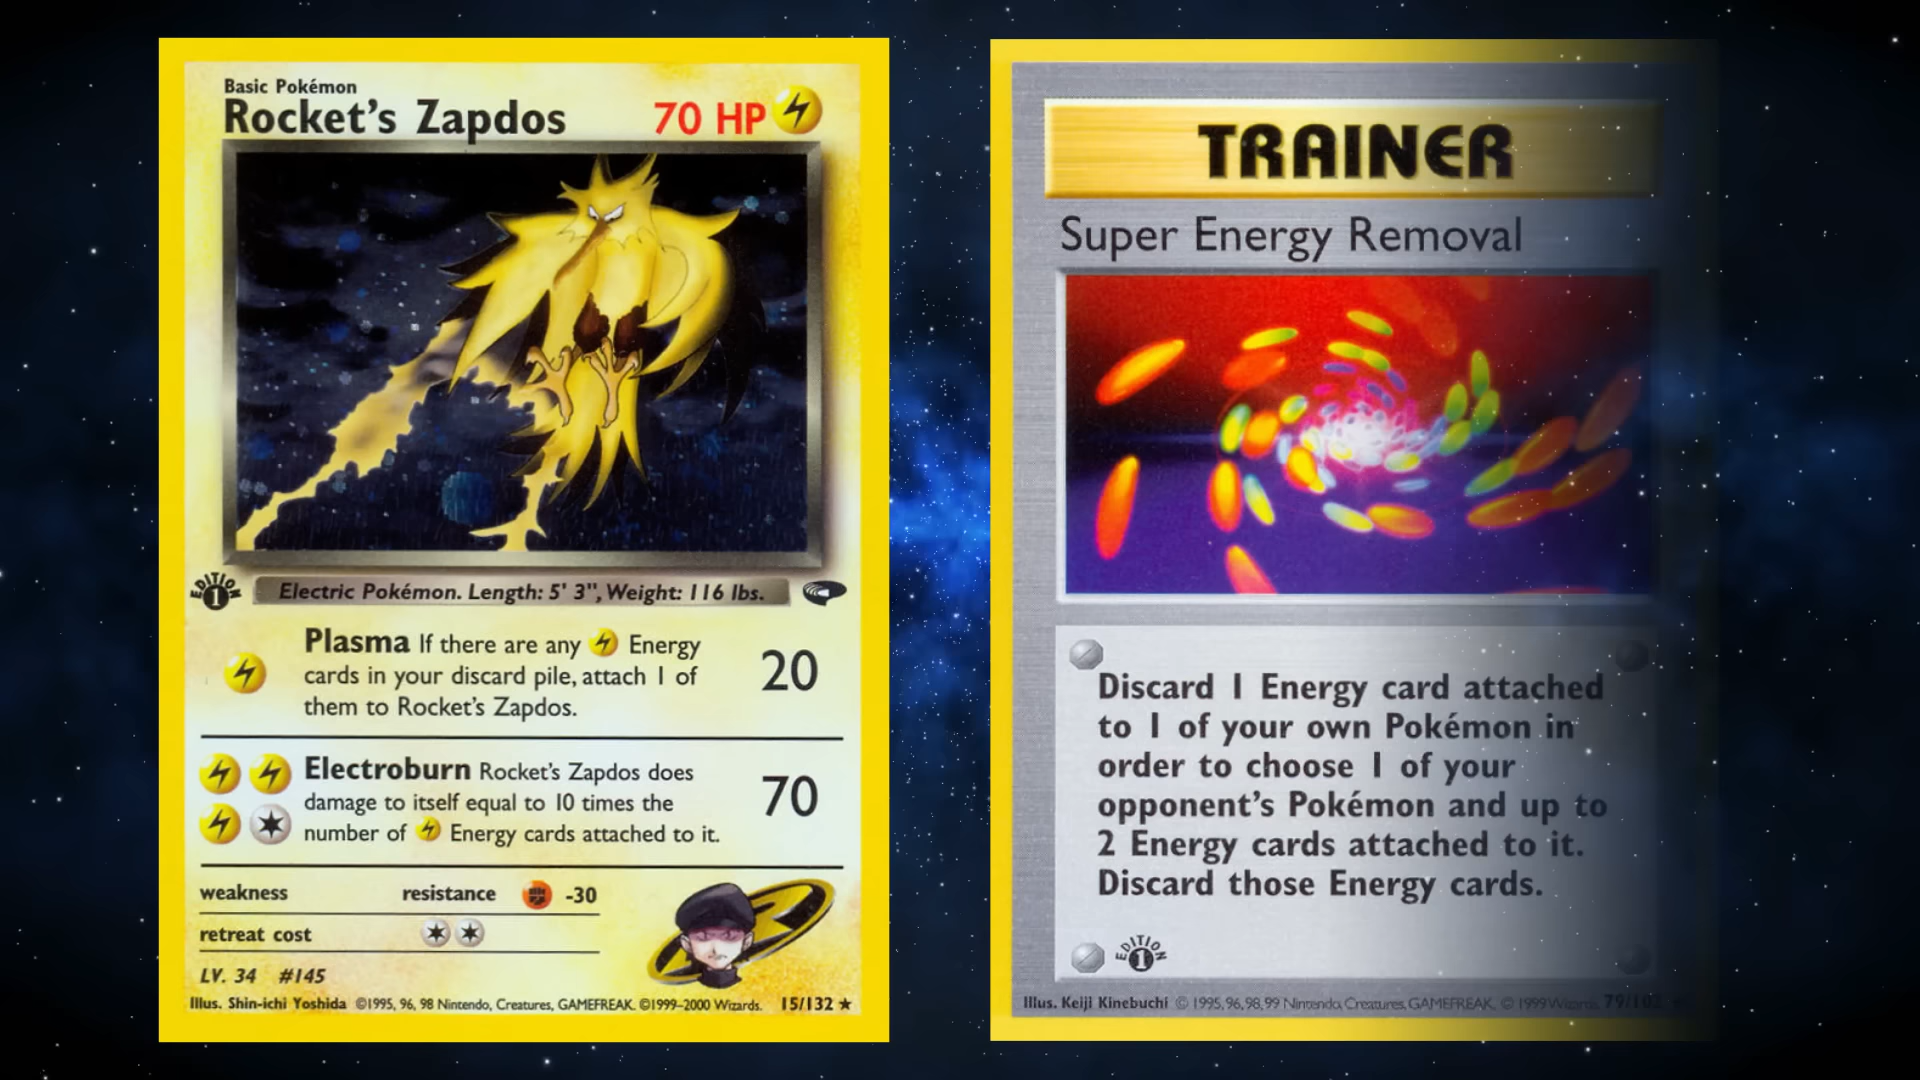 Basic Pokémon
Rocket's Zapdos 70 HP
EDITION 1
Electric Pokémon. Length: 5' 3", Weight: 116 lbs.
Plasma If there are any Energy
cards in your discard pile, attach 1 of
them to Rocket's Zapdos.
20
Electroburn Rocket's Zapdos does
damage to itself equal to 10 times the
number of Energy cards attached to it.
70
weakness resistance -30
retreat cost
LV. 34 #145
Illus. Shin-ichi Yoshida ©1995, 96, 98 Nintendo, Creatures, GAMEFREAK. ©1999–2000 Wizards. 15/132 ★
TRAINER
Super Energy Removal
Discard 1 Energy card attached
to 1 of your own Pokémon in
order to choose 1 of your
opponent's Pokémon and up to
2 Energy cards attached to it.
Discard those Energy cards.
EDITION 1
Illus. Keiji Kinebuchi © 1995, 96, 98, 99 Nintendo, Creatures, GAMEFREAK. © 1999 Wizards. 79/102